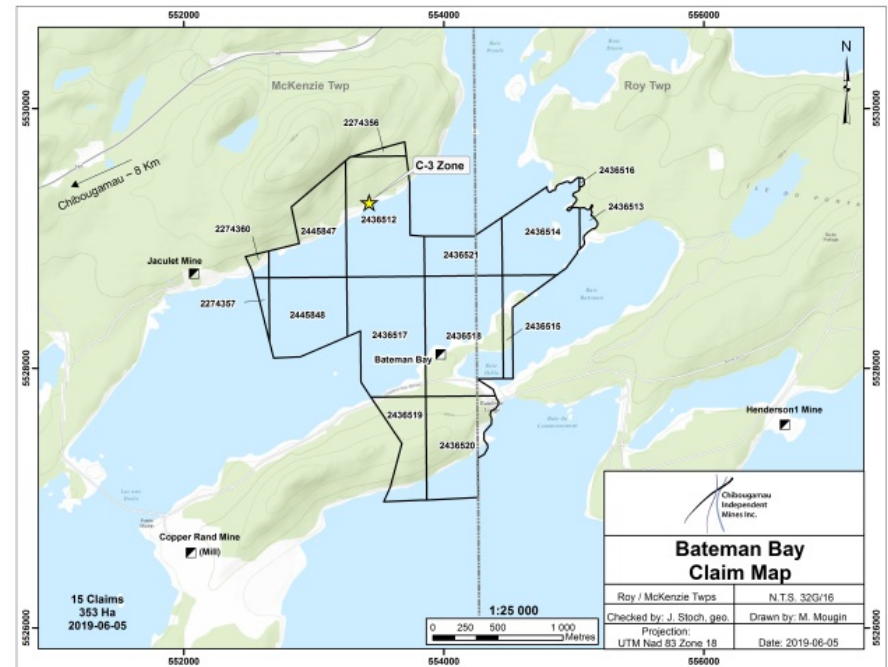 552000
554000
556000
McKenzie Twp
Roy Twp
N
5530000
5530000
2274356
C-3 Zone
2436516
Chibougamau ~ 8 Km
2436513
2436512
2445847
2436514
2274360
2436521
Jaculet Mine
2274357
2445848
2436517
2436518
2436515
Bateman Bay
5528000
5528000
2436519
Henderson1 Mine
2436520
Copper Rand Mine
(Mill)
15 Claims
353 Ha
2019-06-05
1:25 000
0 250 500 1 000
Metres
Chibougamau
Independent
Mines Inc.
Bateman Bay
Claim Map
Roy / McKenzie Twps
N.T.S. 32G/16
Checked by: J. Stoch, geo.
Drawn by: M. Mougin
Projection:
UTM Nad 83 Zone 18
Date: 2019-06-05
5526000
5526000
552000
554000
556000